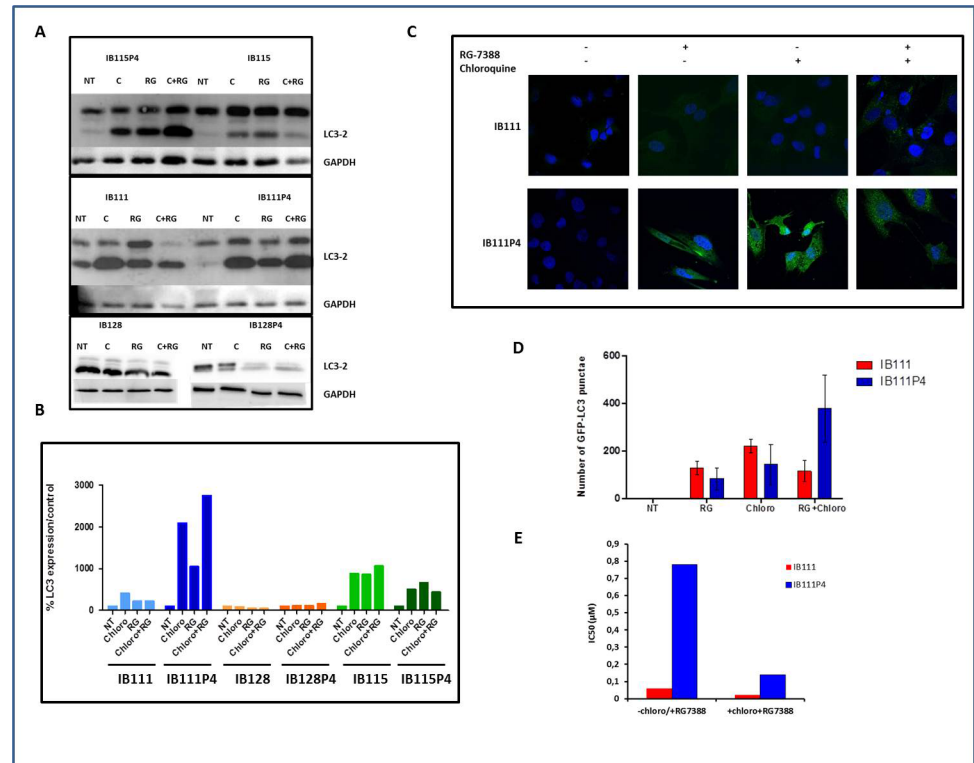 A
IB115P4 IB115
NT C RG C+RG NT C RG C+RG
LC3-2
GAPDH
IB111 IB111P4
NT C RG C+RG NT C RG C+RG
LC3-2
GAPDH
IB128 IB128P4
NT C RG C+RG NT C RG C+RG
LC3-2
GAPDH
B
% LC3 expression/control
3000
2000
1000
0
NT Chloro RG Chloro+RG NT Chloro RG Chloro+RG NT Chloro RG Chloro+RG NT Chloro RG Chloro+RG NT Chloro RG Chloro+RG NT Chloro RG Chloro+RG
IB111 IB111P4 IB128 IB128P4 IB115 IB115P4
C
RG-7388 - + - +
Chloroquine - - + +
IB111
IB111P4
D
Number of GFP-LC3 punctae
600
400
200
0
NT RG Chloro RG+Chloro
IB111
IB111P4
E
IC50 (µM)
0,9
0,8
0,7
0,6
0,5
0,4
0,3
0,2
0,1
0
-chloro/+RG7388 +chloro+RG7388
IB111
IB111P4